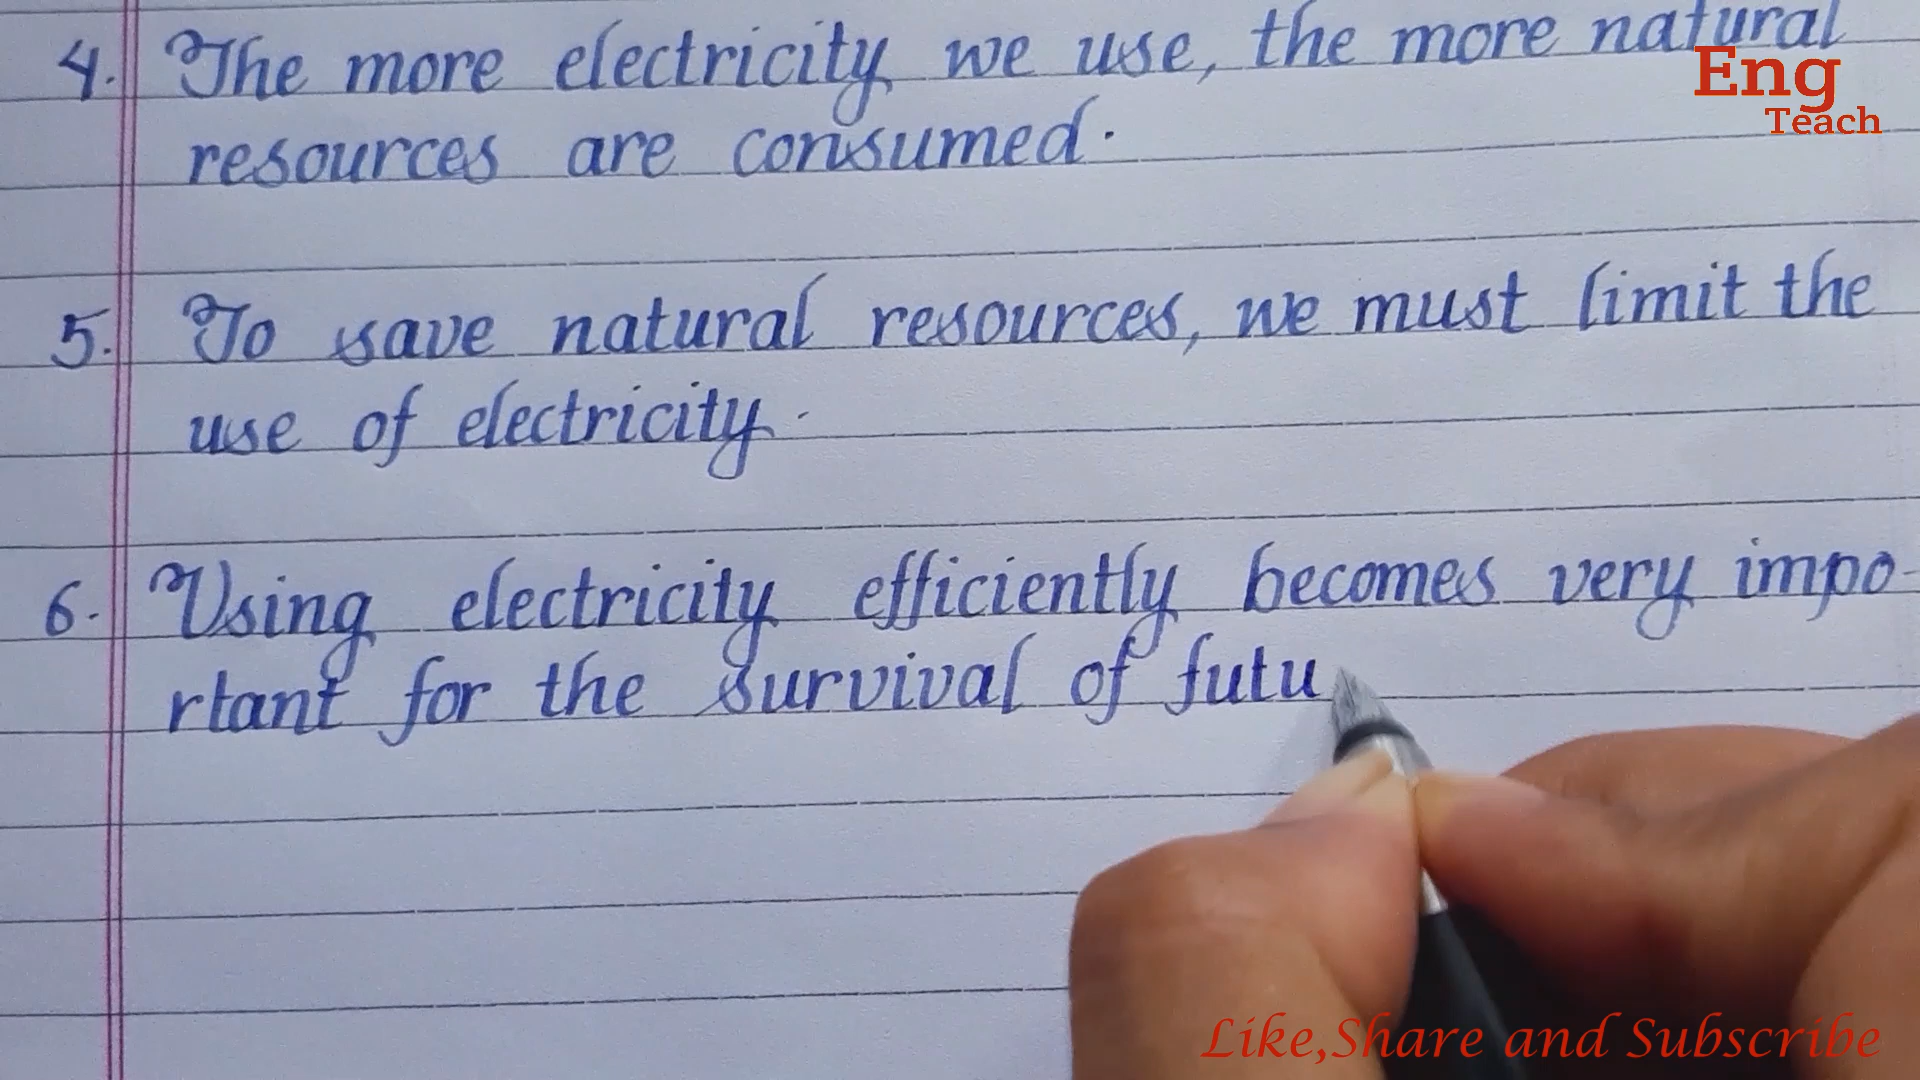 4. The more electricity we use, the more natural
Eng
Teach
resources are consumed.
5. To save natural resources, we must limit the
use of electricity.
6. Using electricity efficiently becomes very impo-
rtant for the survival of futu
Like,Share and Subscribe